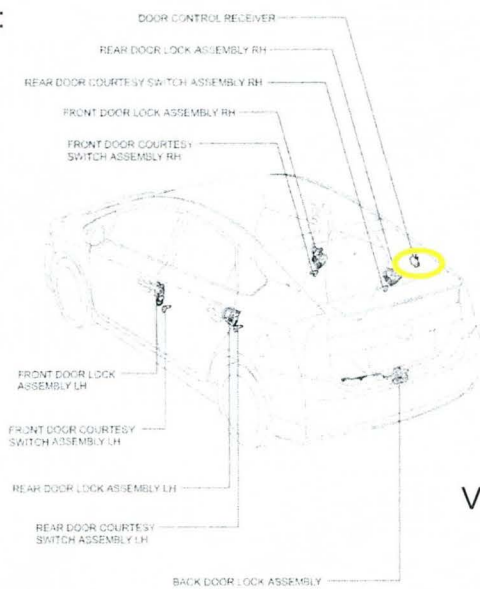 DOOR CONTROL RECEIVER
REAR DOOR LOCK ASSEMBLY RH
REAR DOOR COURTESY SWITCH ASSEMBLY RH
FRONT DOOR LOCK ASSEMBLY RH
FRONT DOOR COURTESY
SWITCH ASSEMBLY RH
FRONT DOOR LOCK
ASSEMBLY LH
FRONT DOOR COURTESY
SWITCH ASSEMBLY LH
REAR DOOR LOCK ASSEMBLY LH
V
REAR DOOR COURTESY
SWITCH ASSEMBLY LH
BACK DOOR LOCK ASSEMBLY